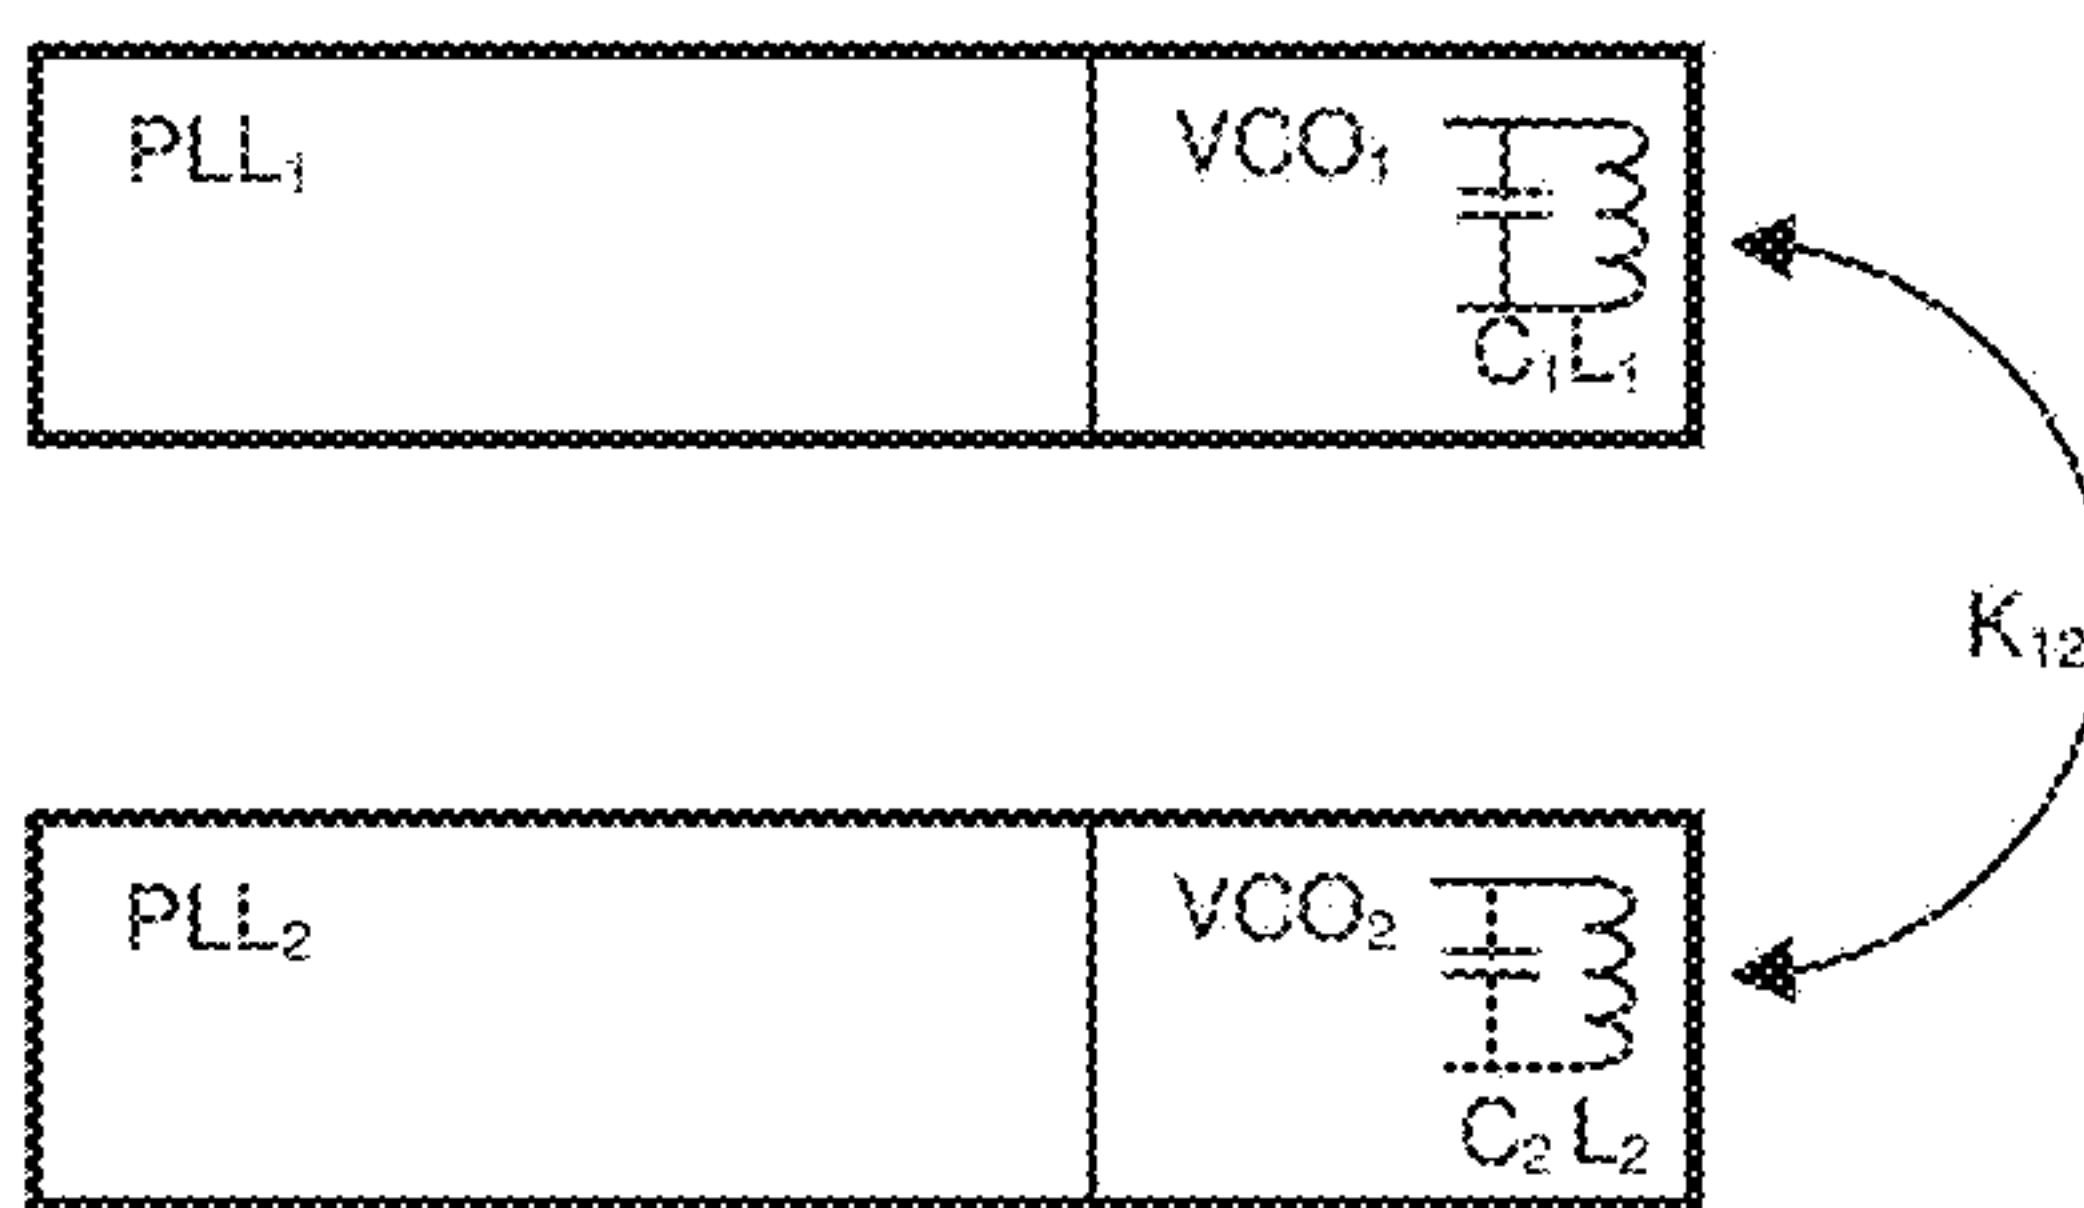 PLL₁
VCO₁
C₁L₁
K₁₂
PLL₂
VCO₂
C₂ L₂